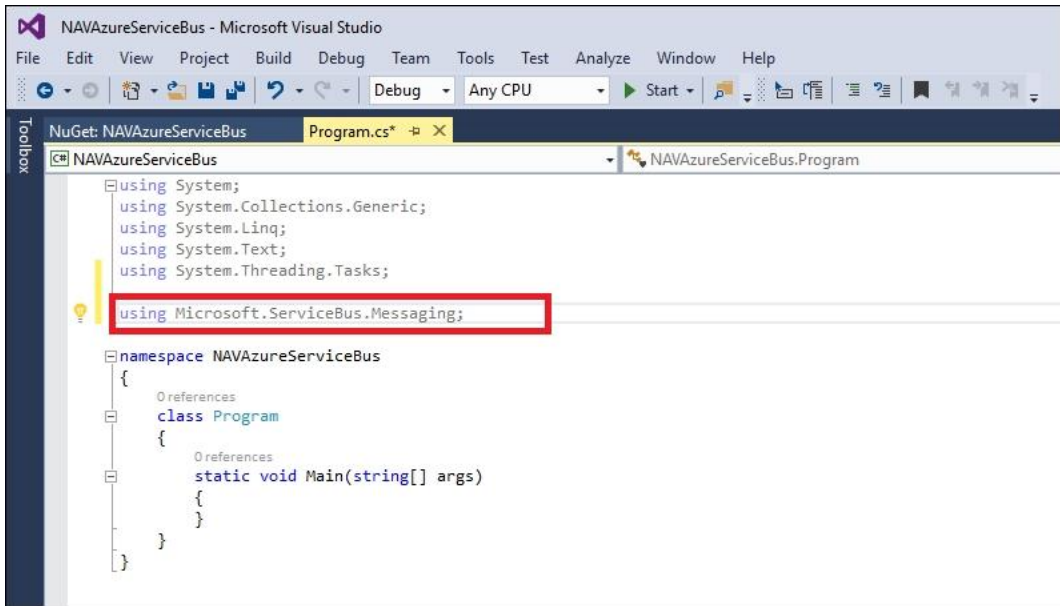 NAVAzureServiceBus - Microsoft Visual Studio
File Edit View Project Build Debug Team Tools Test Analyze Window Help
Debug Any CPU Start
Toolbox
NuGet: NAVAzureServiceBus Program.cs*
C# NAVAzureServiceBus NAVAzureServiceBus.Program
using System;
using System.Collections.Generic;
using System.Linq;
using System.Text;
using System.Threading.Tasks;
using Microsoft.ServiceBus.Messaging;
namespace NAVAzureServiceBus
{
0 references
class Program
{
0 references
static void Main(string[] args)
{
}
}
}